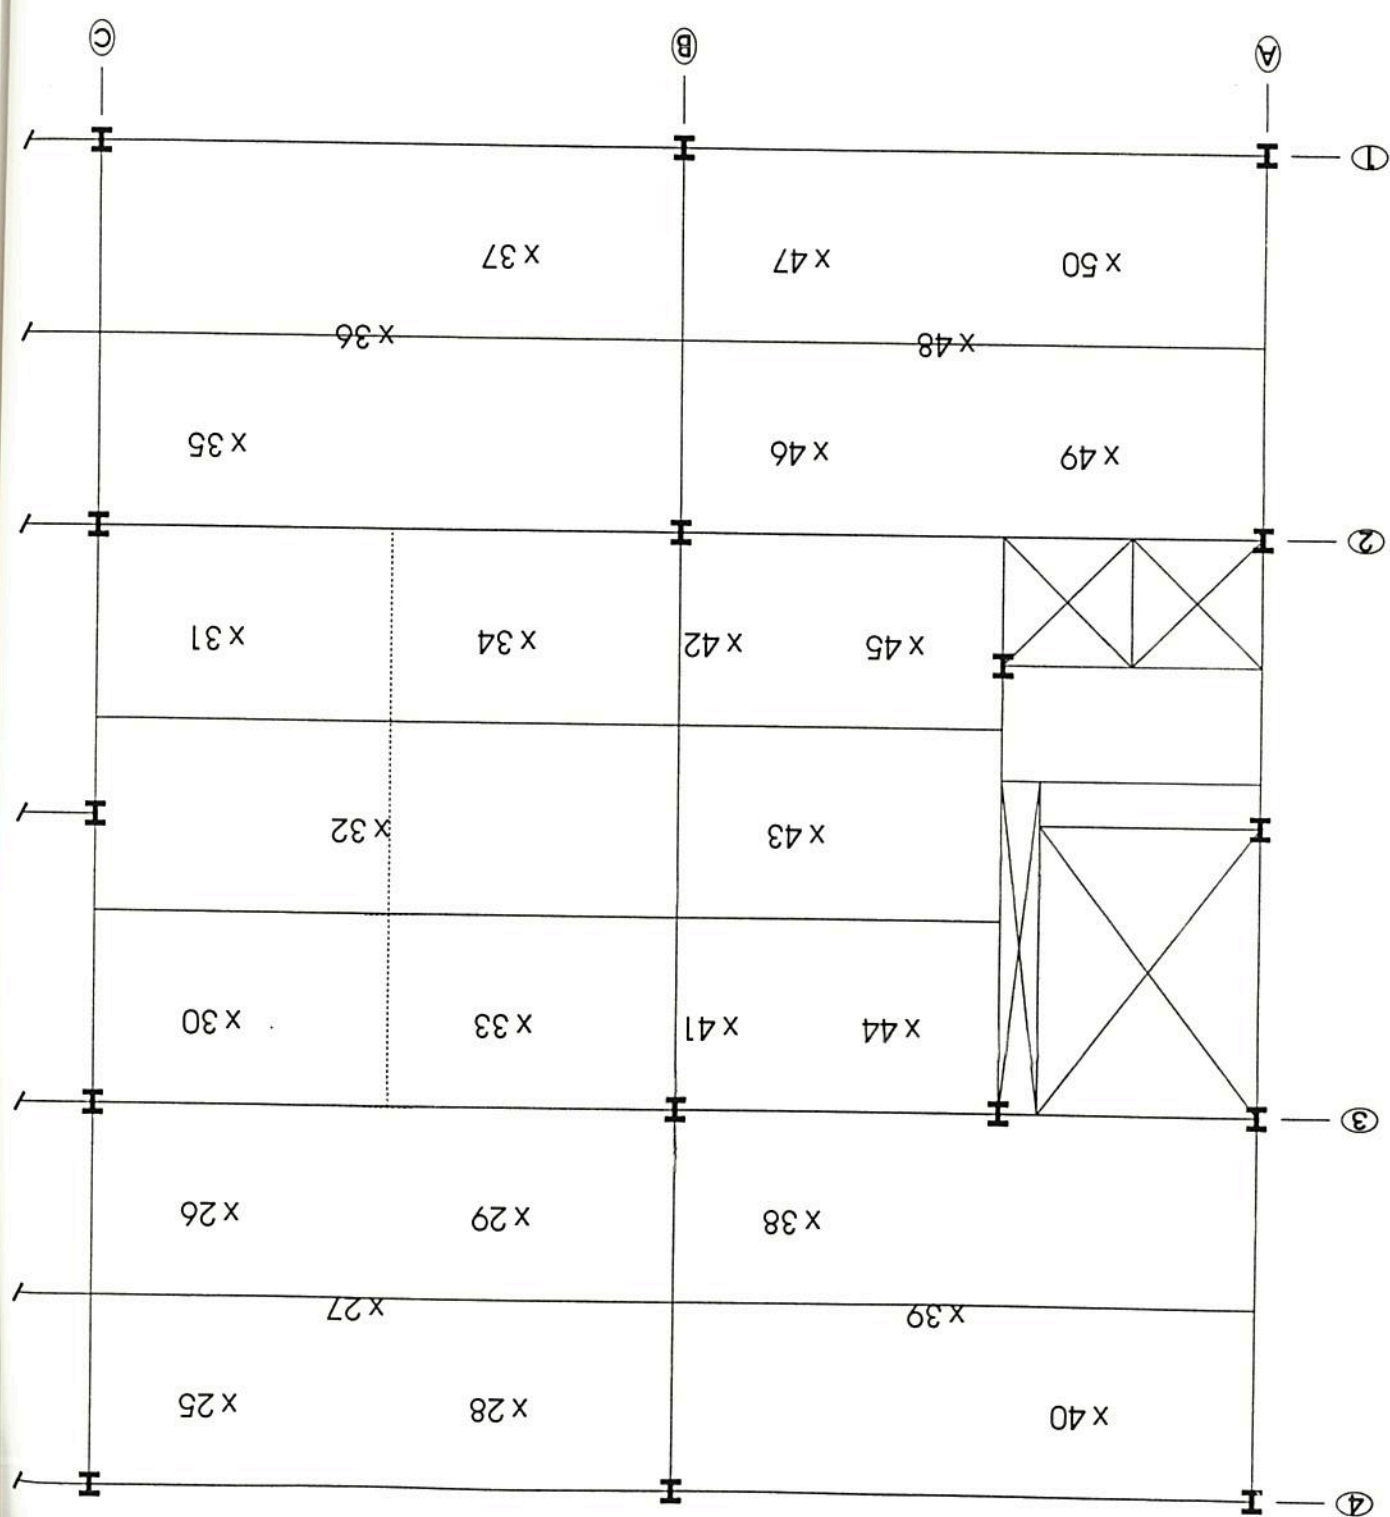 4
x 40 x 28 x 25
x 39 x 27
x 38 x 29 x 26
3
x 44 x 41 x 33 x 30
x 43 x 32
x 45 x 42 x 34 x 31
2
x 49 x 46 x 35
x 48 x 36
x 50 x 47 x 37
1
A B C